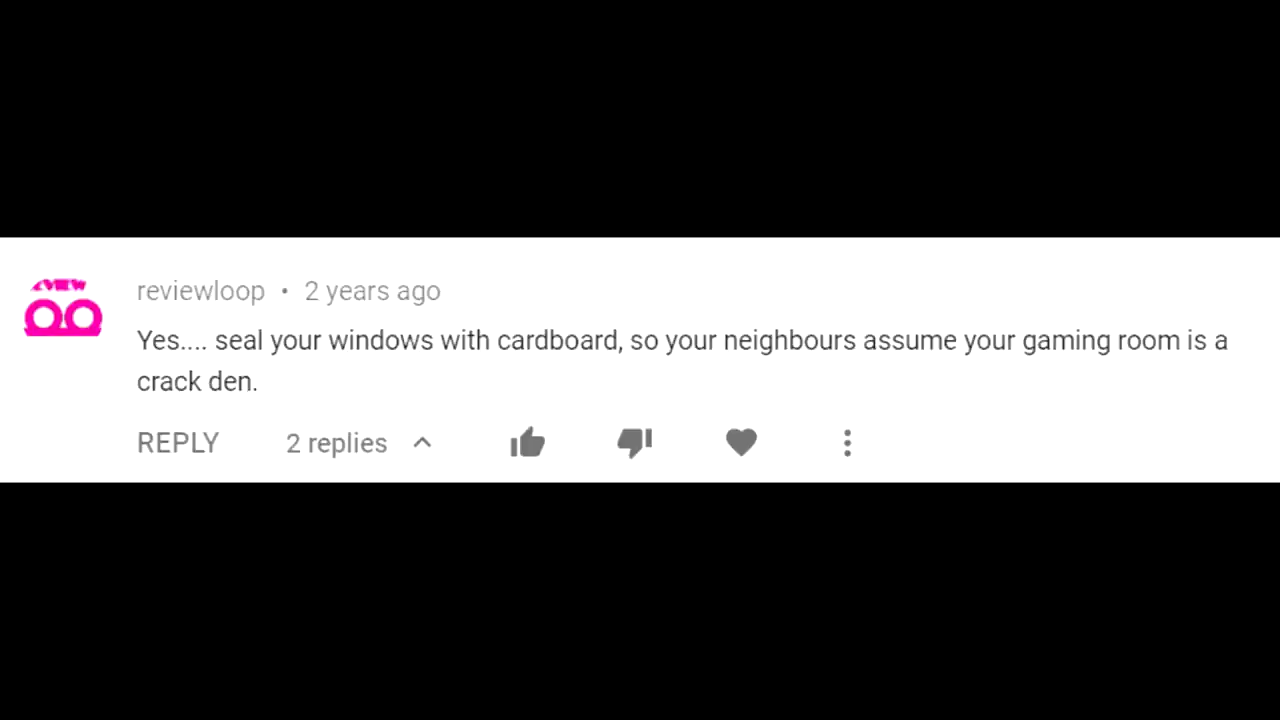 reviewloop • 2 years ago
Yes.... seal your windows with cardboard, so your neighbours assume your gaming room is a
crack den.
REPLY 2 replies